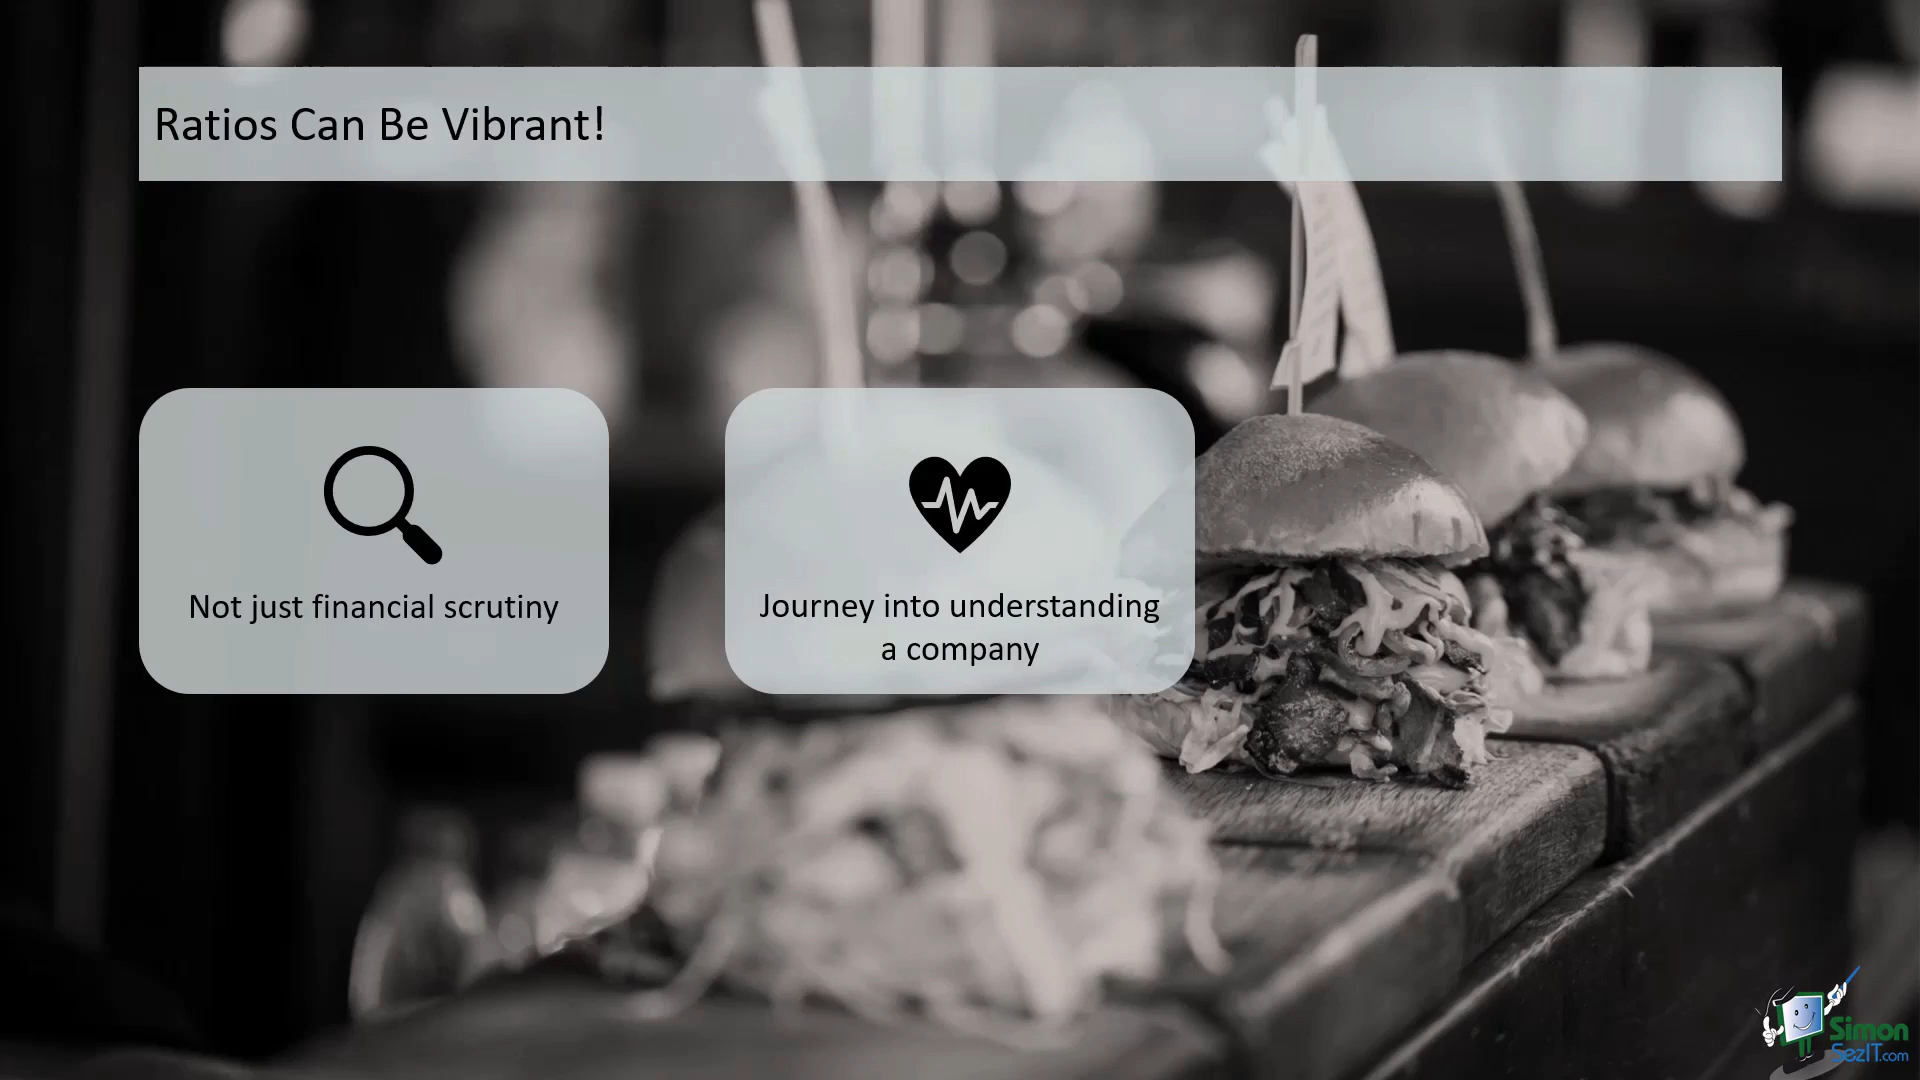 Ratios Can Be Vibrant!
Not just financial scrutiny
Journey into understanding
a company
Simon
SezIT.com